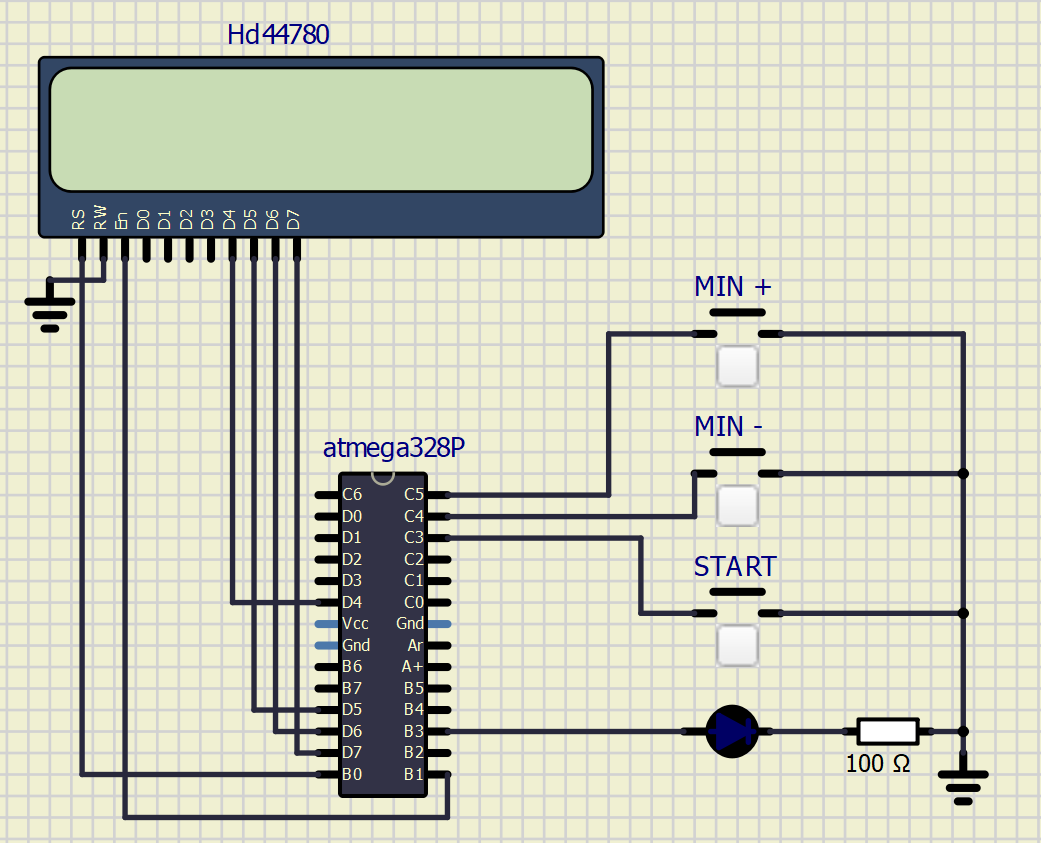 Hd44780
RS RW En D0 D1 D2 D3 D4 D5 D6 D7
MIN +
MIN -
atmega328P
C6 C5
D0 C4
D1 C3
D2 C2
D3 C1
D4 C0
Vcc Gnd
Gnd Ar
B6 A+
B7 B5
D5 B4
D6 B3
D7 B2
B0 B1
START
100 Ω